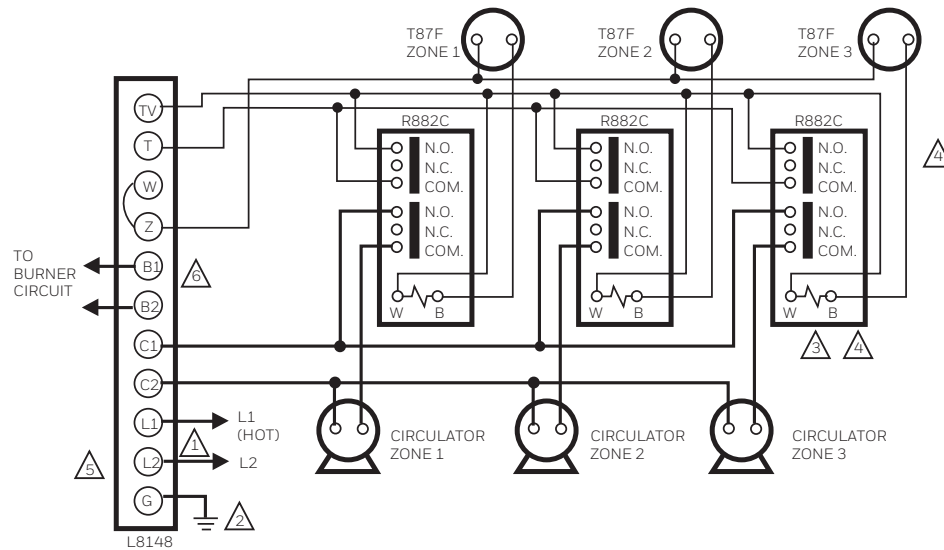 T87F
ZONE 1
T87F
ZONE 2
T87F
ZONE 3
TV
T
W
Z
B1
B2
C1
C2
L1
L2
G
L8148
TO
BURNER
CIRCUIT
6
5
1
2
L1
(HOT)
L2
R882C
N.O.
N.C.
COM.
N.O.
N.C.
COM.
W B
R882C
N.O.
N.C.
COM.
N.O.
N.C.
COM.
W B
R882C
N.O.
N.C.
COM.
N.O.
N.C.
COM.
W B
4
3
4
CIRCULATOR
ZONE 1
CIRCULATOR
ZONE 2
CIRCULATOR
ZONE 3